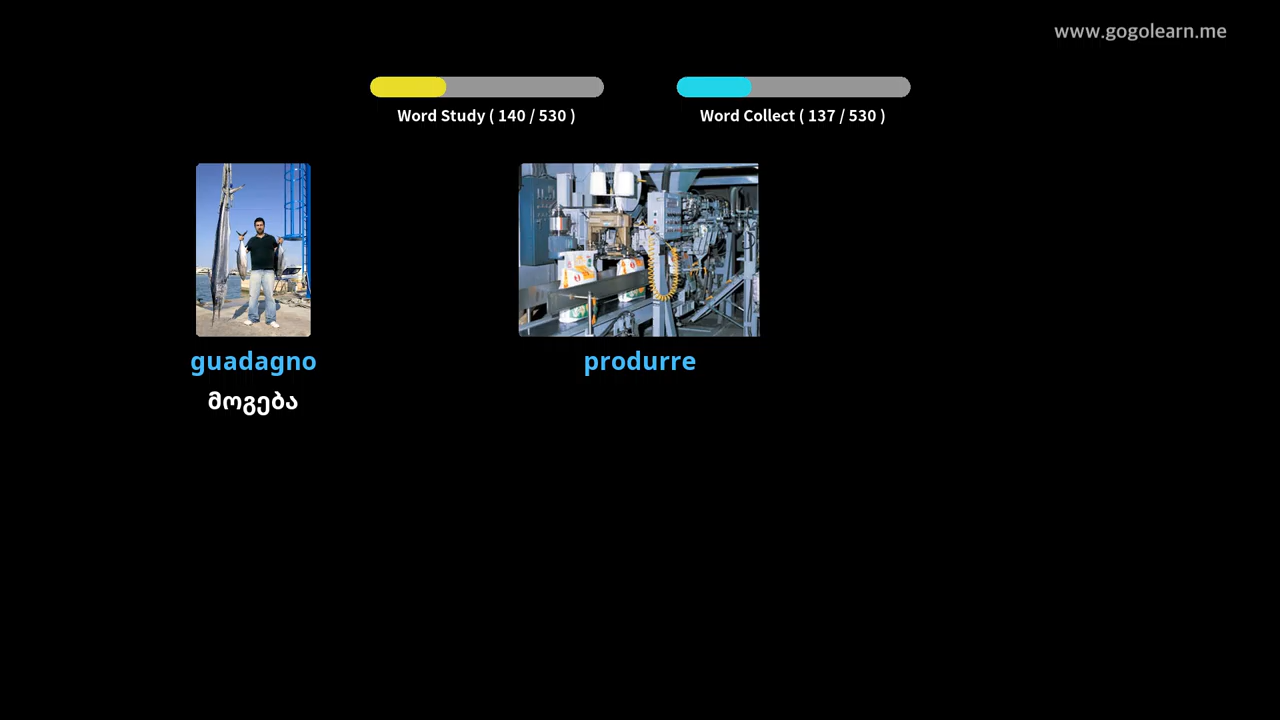 www.gogolearn.me
Word Study ( 140 / 530 )
Word Collect ( 137 / 530 )
guadagno
produrre
მოგება